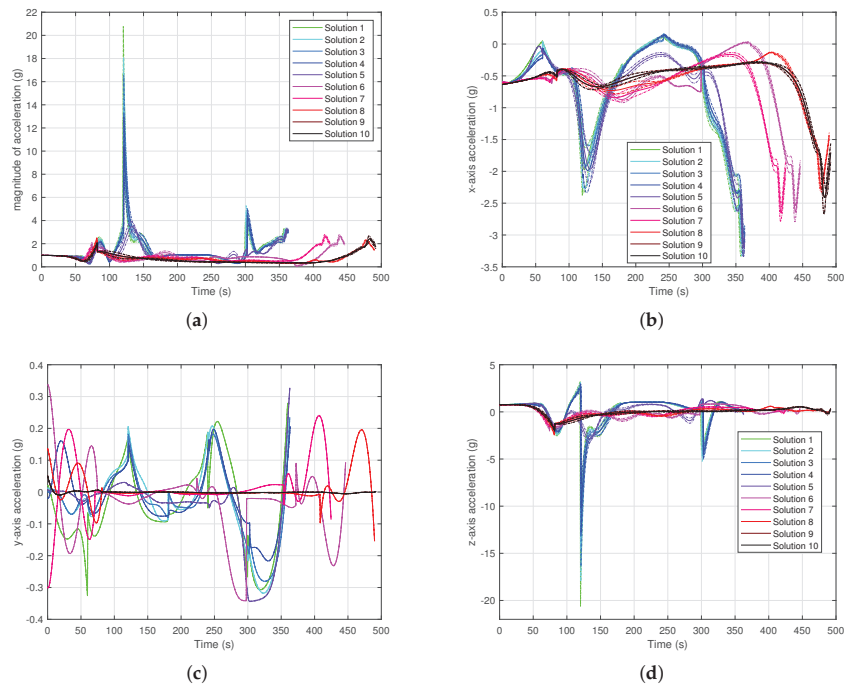 22
20
18
16
14
12
10
8
6
4
2
0
magnitude of acceleration (g)
0 50 100 150 200 250 300 350 400 450 500
Time (s)
Solution 1
Solution 2
Solution 3
Solution 4
Solution 5
Solution 6
Solution 7
Solution 8
Solution 9
Solution 10
(a)
0.5
0
-0.5
-1
-1.5
-2
-2.5
-3
-3.5
x-axis acceleration (g)
0 50 100 150 200 250 300 350 400 450 500
Time (s)
Solution 1
Solution 2
Solution 3
Solution 4
Solution 5
Solution 6
Solution 7
Solution 8
Solution 9
Solution 10
(b)
0.4
0.3
0.2
0.1
0
-0.1
-0.2
-0.3
-0.4
y-axis acceleration (g)
0 50 100 150 200 250 300 350 400 450 500
Time (s)
(c)
5
0
-5
-10
-15
-20
z-axis acceleration (g)
0 50 100 150 200 250 300 350 400 450 500
Time (s)
Solution 1
Solution 2
Solution 3
Solution 4
Solution 5
Solution 6
Solution 7
Solution 8
Solution 9
Solution 10
(d)